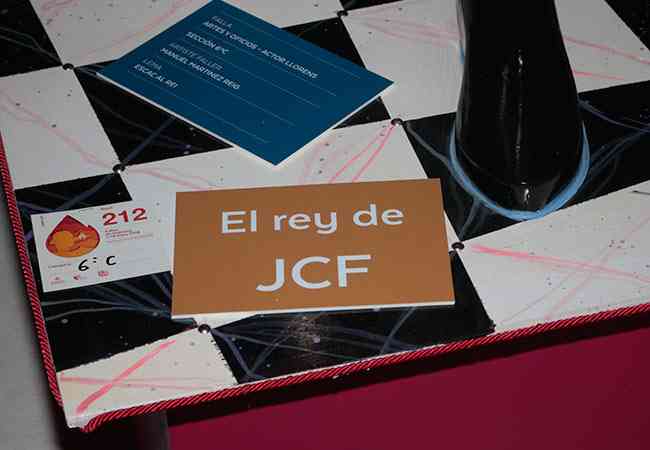 FALLA
ARTES Y OFICIOS - ACTOR LLORENS
SECCIÓN 6ªC
ARTISTE FALLER
MANUEL MARTINEZ REIG
LEMA
ESCAC AL REI
El rey de
JCF
212
6ª C